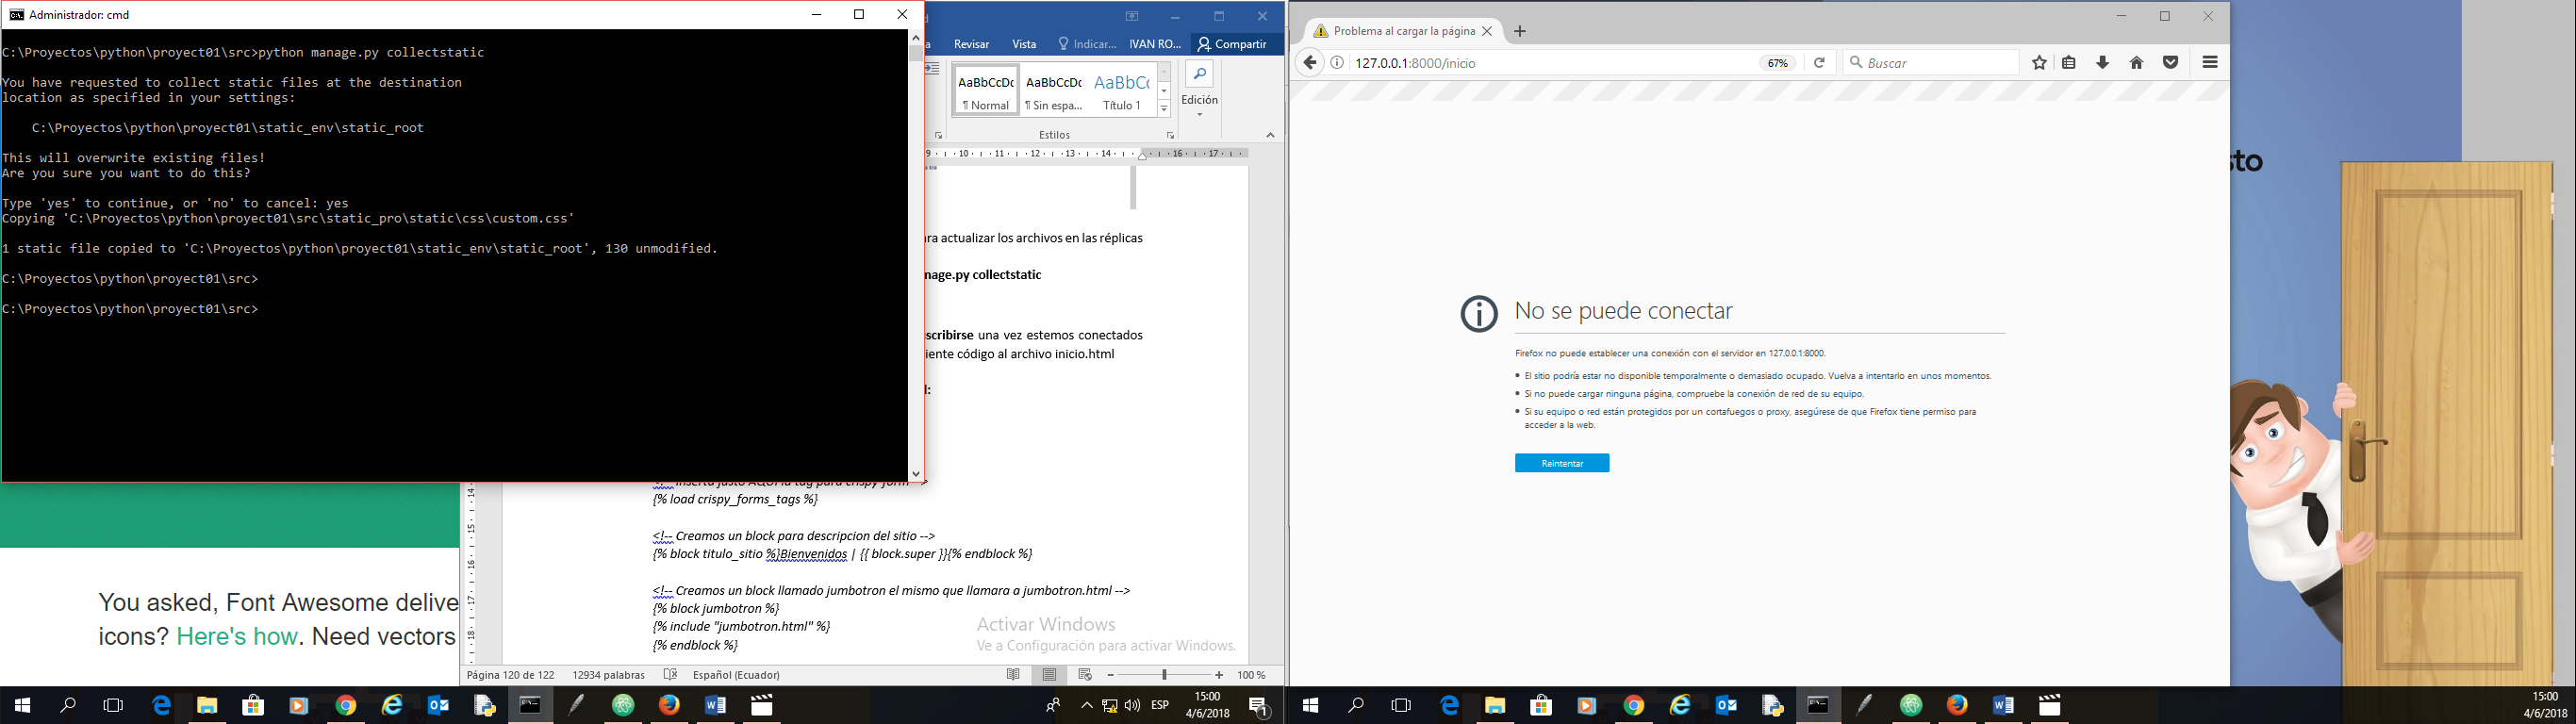 Administrador: cmd
C:\Proyectos\python\proyect01\src>python manage.py collectstatic
You have requested to collect static files at the destination
location as specified in your settings:
C:\Proyectos\python\proyect01\static_env\static_root
This will overwrite existing files!
Are you sure you want to do this?
Type 'yes' to continue, or 'no' to cancel: yes
Copying 'C:\Proyectos\python\proyect01\src\static_pro\static\css\custom.css'
1 static file copied to 'C:\Proyectos\python\proyect01\static_env\static_root', 130 unmodified.
C:\Proyectos\python\proyect01\src>
C:\Proyectos\python\proyect01\src>
You asked, Font Awesome delive
icons? Here's how. Need vectors
Revisar Vista Indicar... IVAN RO... Compartir
AaBbCcDc AaBbCcDc AaBbC
¶ Normal ¶ Sin espa... Título 1
Edición
Estilos
9 10 11 12 13 14 16 17
ra actualizar los archivos en las réplicas
nage.py collectstatic
scribirse una vez estemos conectados
iente código al archivo inicio.html
l:
{% load crispy_forms_tags %}
<!-- Creamos un block para descripcion del sitio -->
{% block titulo_sitio %}Bienvenidos | {{ block.super }}{% endblock %}
<!-- Creamos un block llamado jumbotron el mismo que llamara a jumbotron.html -->
{% block jumbotron %}
{% include "jumbotron.html" %}
{% endblock %}
Activar Windows
Ve a Configuración para activar Windows.
Página 120 de 122 12934 palabras Español (Ecuador) 100 %
ESP
15:00
4/6/2018
1
Problema al cargar la página
127.0.0.1:8000/inicio 67% Buscar
No se puede conectar
Firefox no puede establecer una conexión con el servidor en 127.0.0.1:8000.
El sitio podría estar no disponible temporalmente o demasiado ocupado. Vuelva a intentarlo en unos momentos.
Si no puede cargar ninguna página, compruebe la conexión de red de su equipo.
Si su equipo o red están protegidos por un cortafuegos o proxy, asegúrese de que Firefox tiene permiso para
acceder a la web.
Reintentar
sto
15:00
4/6/2018